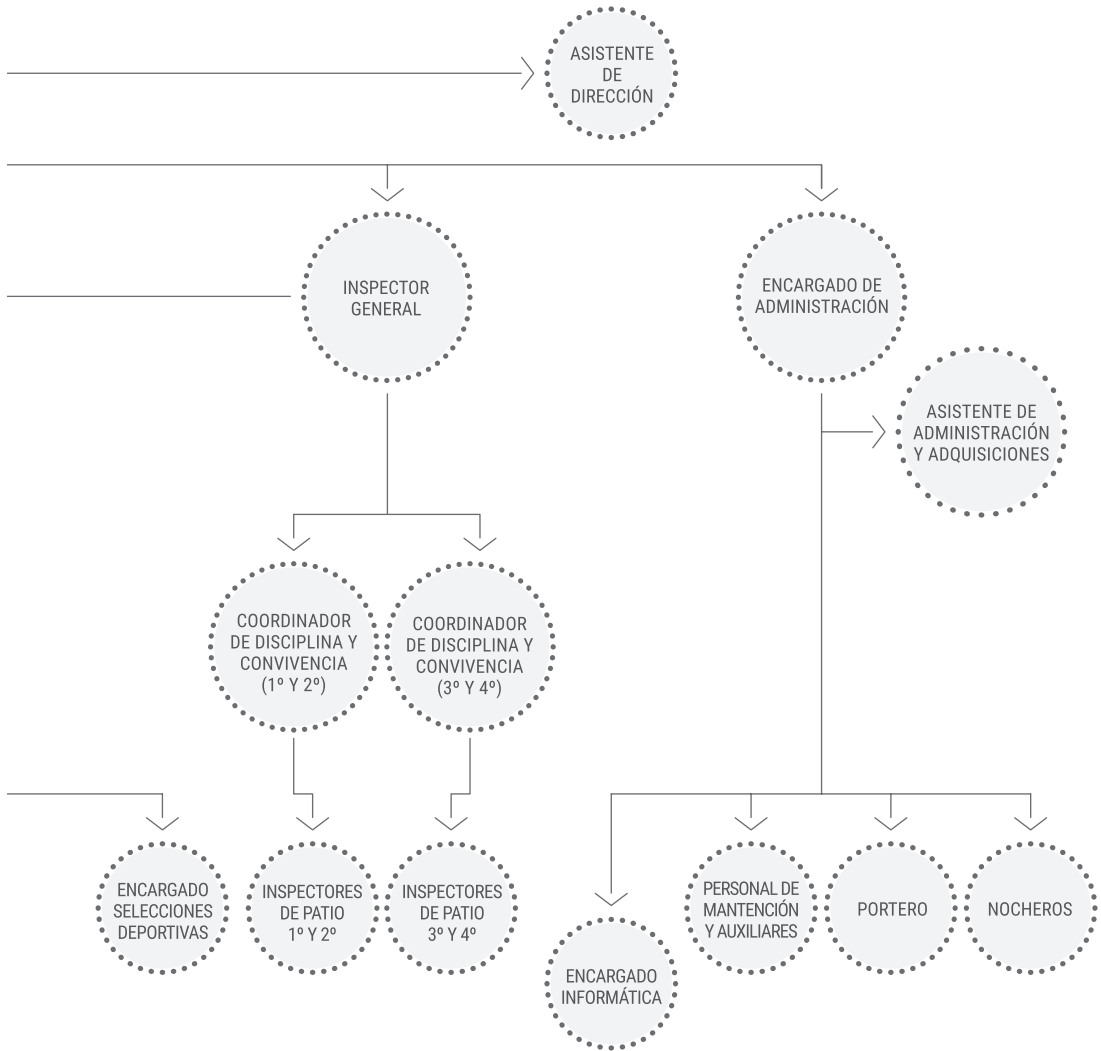 ASISTENTE
DE
DIRECCIÓN
INSPECTOR
GENERAL
ENCARGADO DE
ADMINISTRACIÓN
ASISTENTE DE
ADMINISTRACIÓN
Y ADQUISICIONES
COORDINADOR
DE DISCIPLINA Y
CONVIVENCIA
(1º Y 2º)
COORDINADOR
DE DISCIPLINA Y
CONVIVENCIA
(3º Y 4º)
ENCARGADO
SELECCIONES
DEPORTIVAS
INSPECTORES
DE PATIO
1º Y 2º
INSPECTORES
DE PATIO
3º Y 4º
ENCARGADO
INFORMÁTICA
PERSONAL DE
MANTENCIÓN
Y AUXILIARES
PORTERO
NOCHEROS